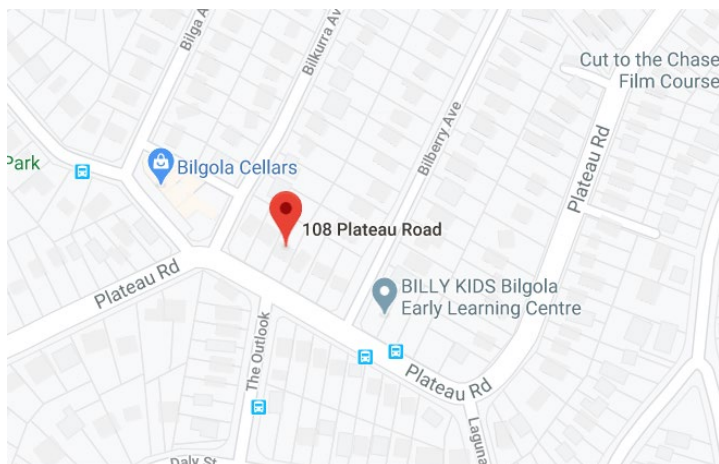 Bilga A
Bilkurra Av
Cut to the Chase
Film Course
Park
Bilgola Cellars
Bilberry Ave
Plateau Rd
108 Plateau Road
Plateau Rd
BILLY KIDS Bilgola
Early Learning Centre
The Outlook
Plateau Rd
Laguna
Daly St